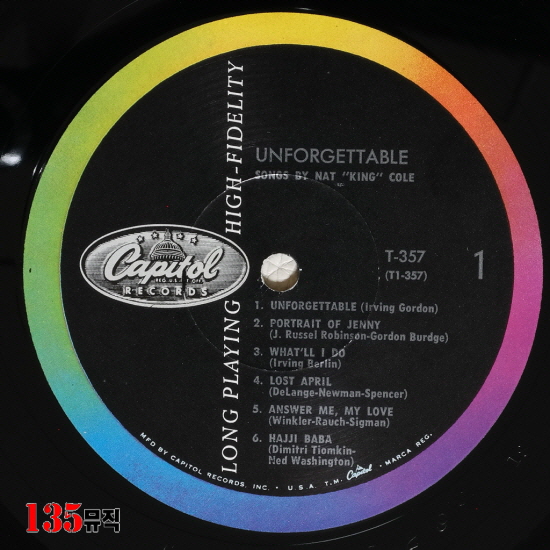 LONG PLAYING HIGH-FIDELITY
UNFORGETTABLE
SONGS BY NAT "KING" COLE
Capitol
REG. U.S. PAT. OFF.
RECORDS
T-357
(T1-357)
1
1. UNFORGETTABLE (Irving Gordon)
2. PORTRAIT OF JENNY
(J. Russel Robinson-Gordon Burdge)
3. WHAT'LL I DO
(Irving Berlin)
4. LOST APRIL
(DeLange-Newman-Spencer)
5. ANSWER ME, MY LOVE
(Winkler-Rauch-Sigman)
6. HAJJI BABA
(Dimitri Tiomkin-
Ned Washington)
MFD BY CAPITOL RECORDS, INC. • U.S.A. T.M. Capitol • MARCA REG.
135뮤직